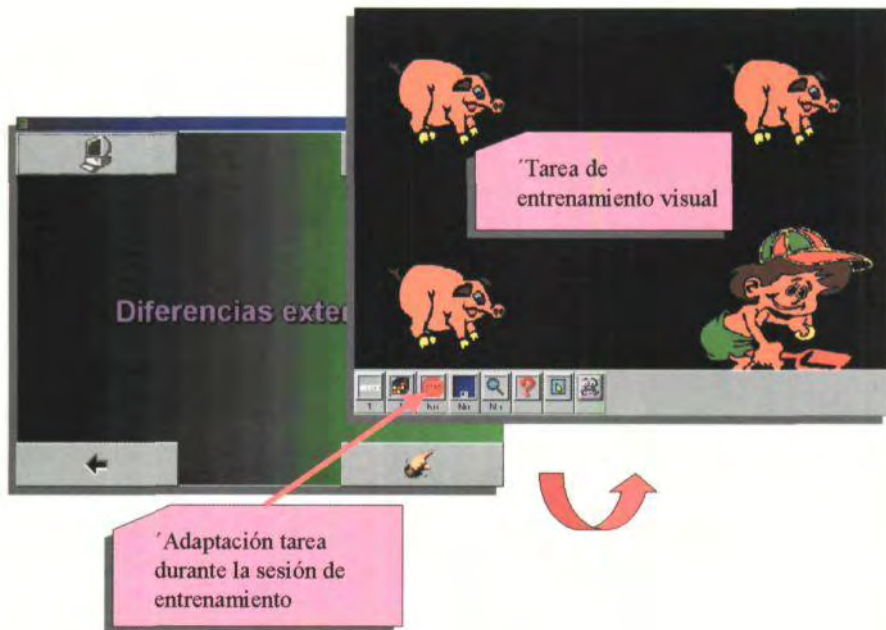 ´Tarea de
entrenamiento visual
Diferencias exter
´Adaptación tarea
durante la sesión de
entrenamiento